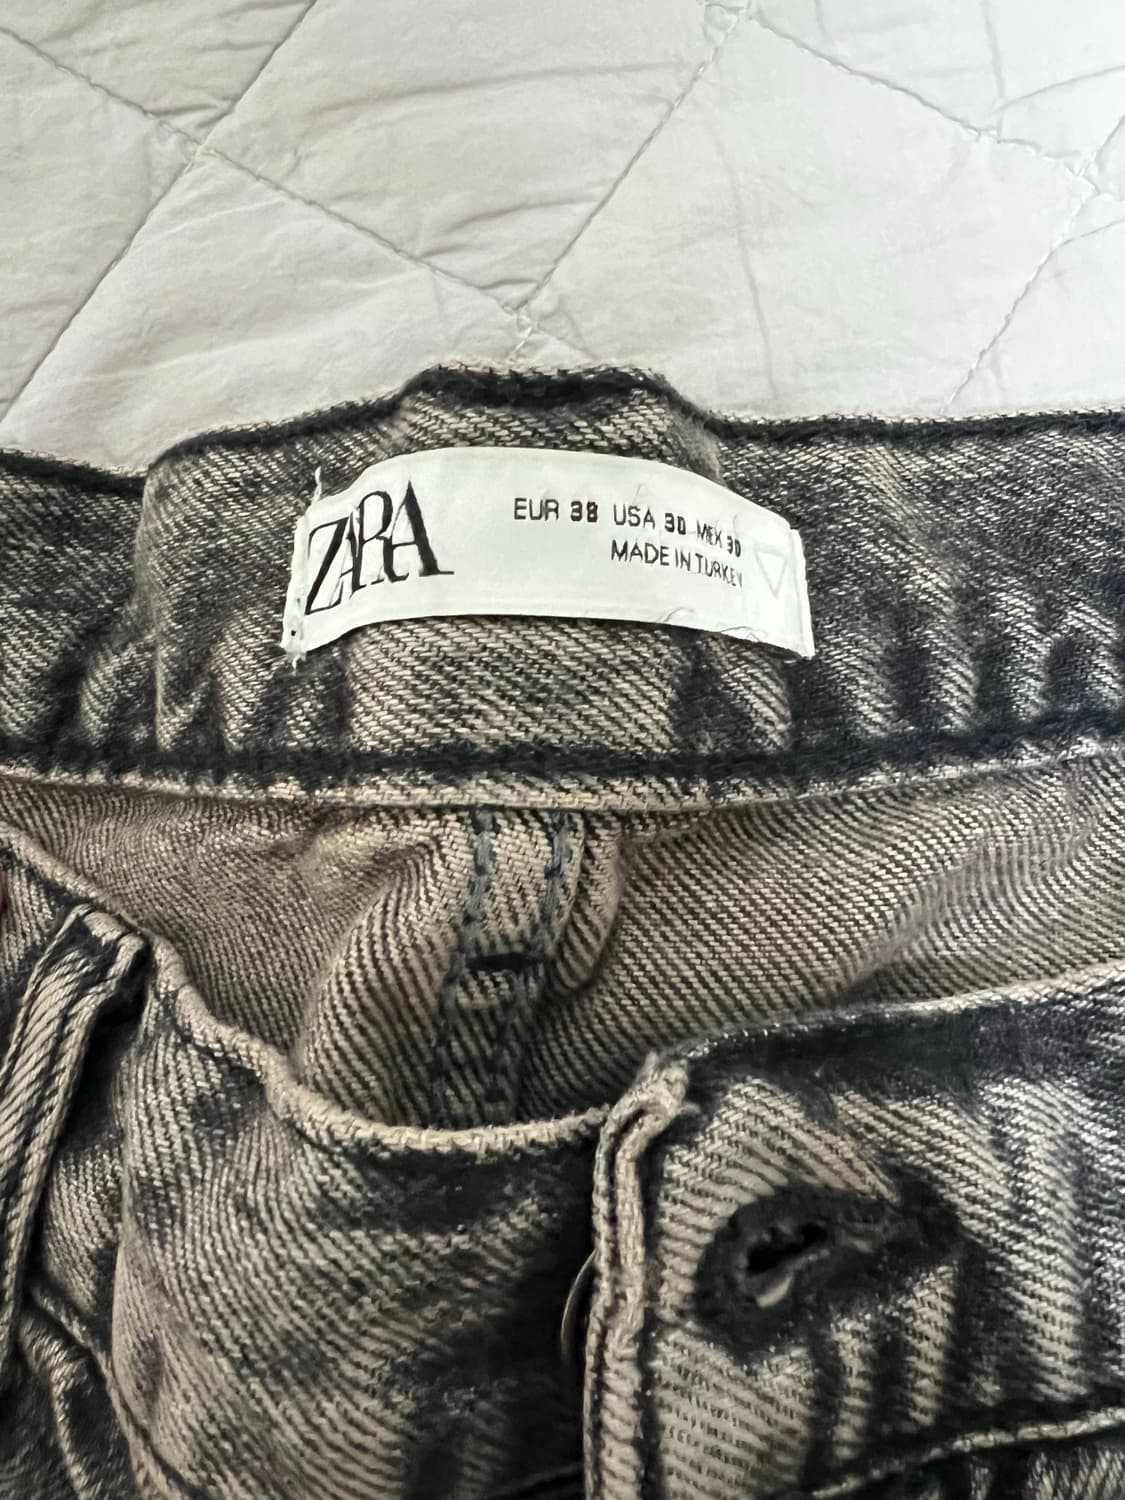 ZARA
EUR 38 USA 30 MEX 30
MADE IN TURKEY